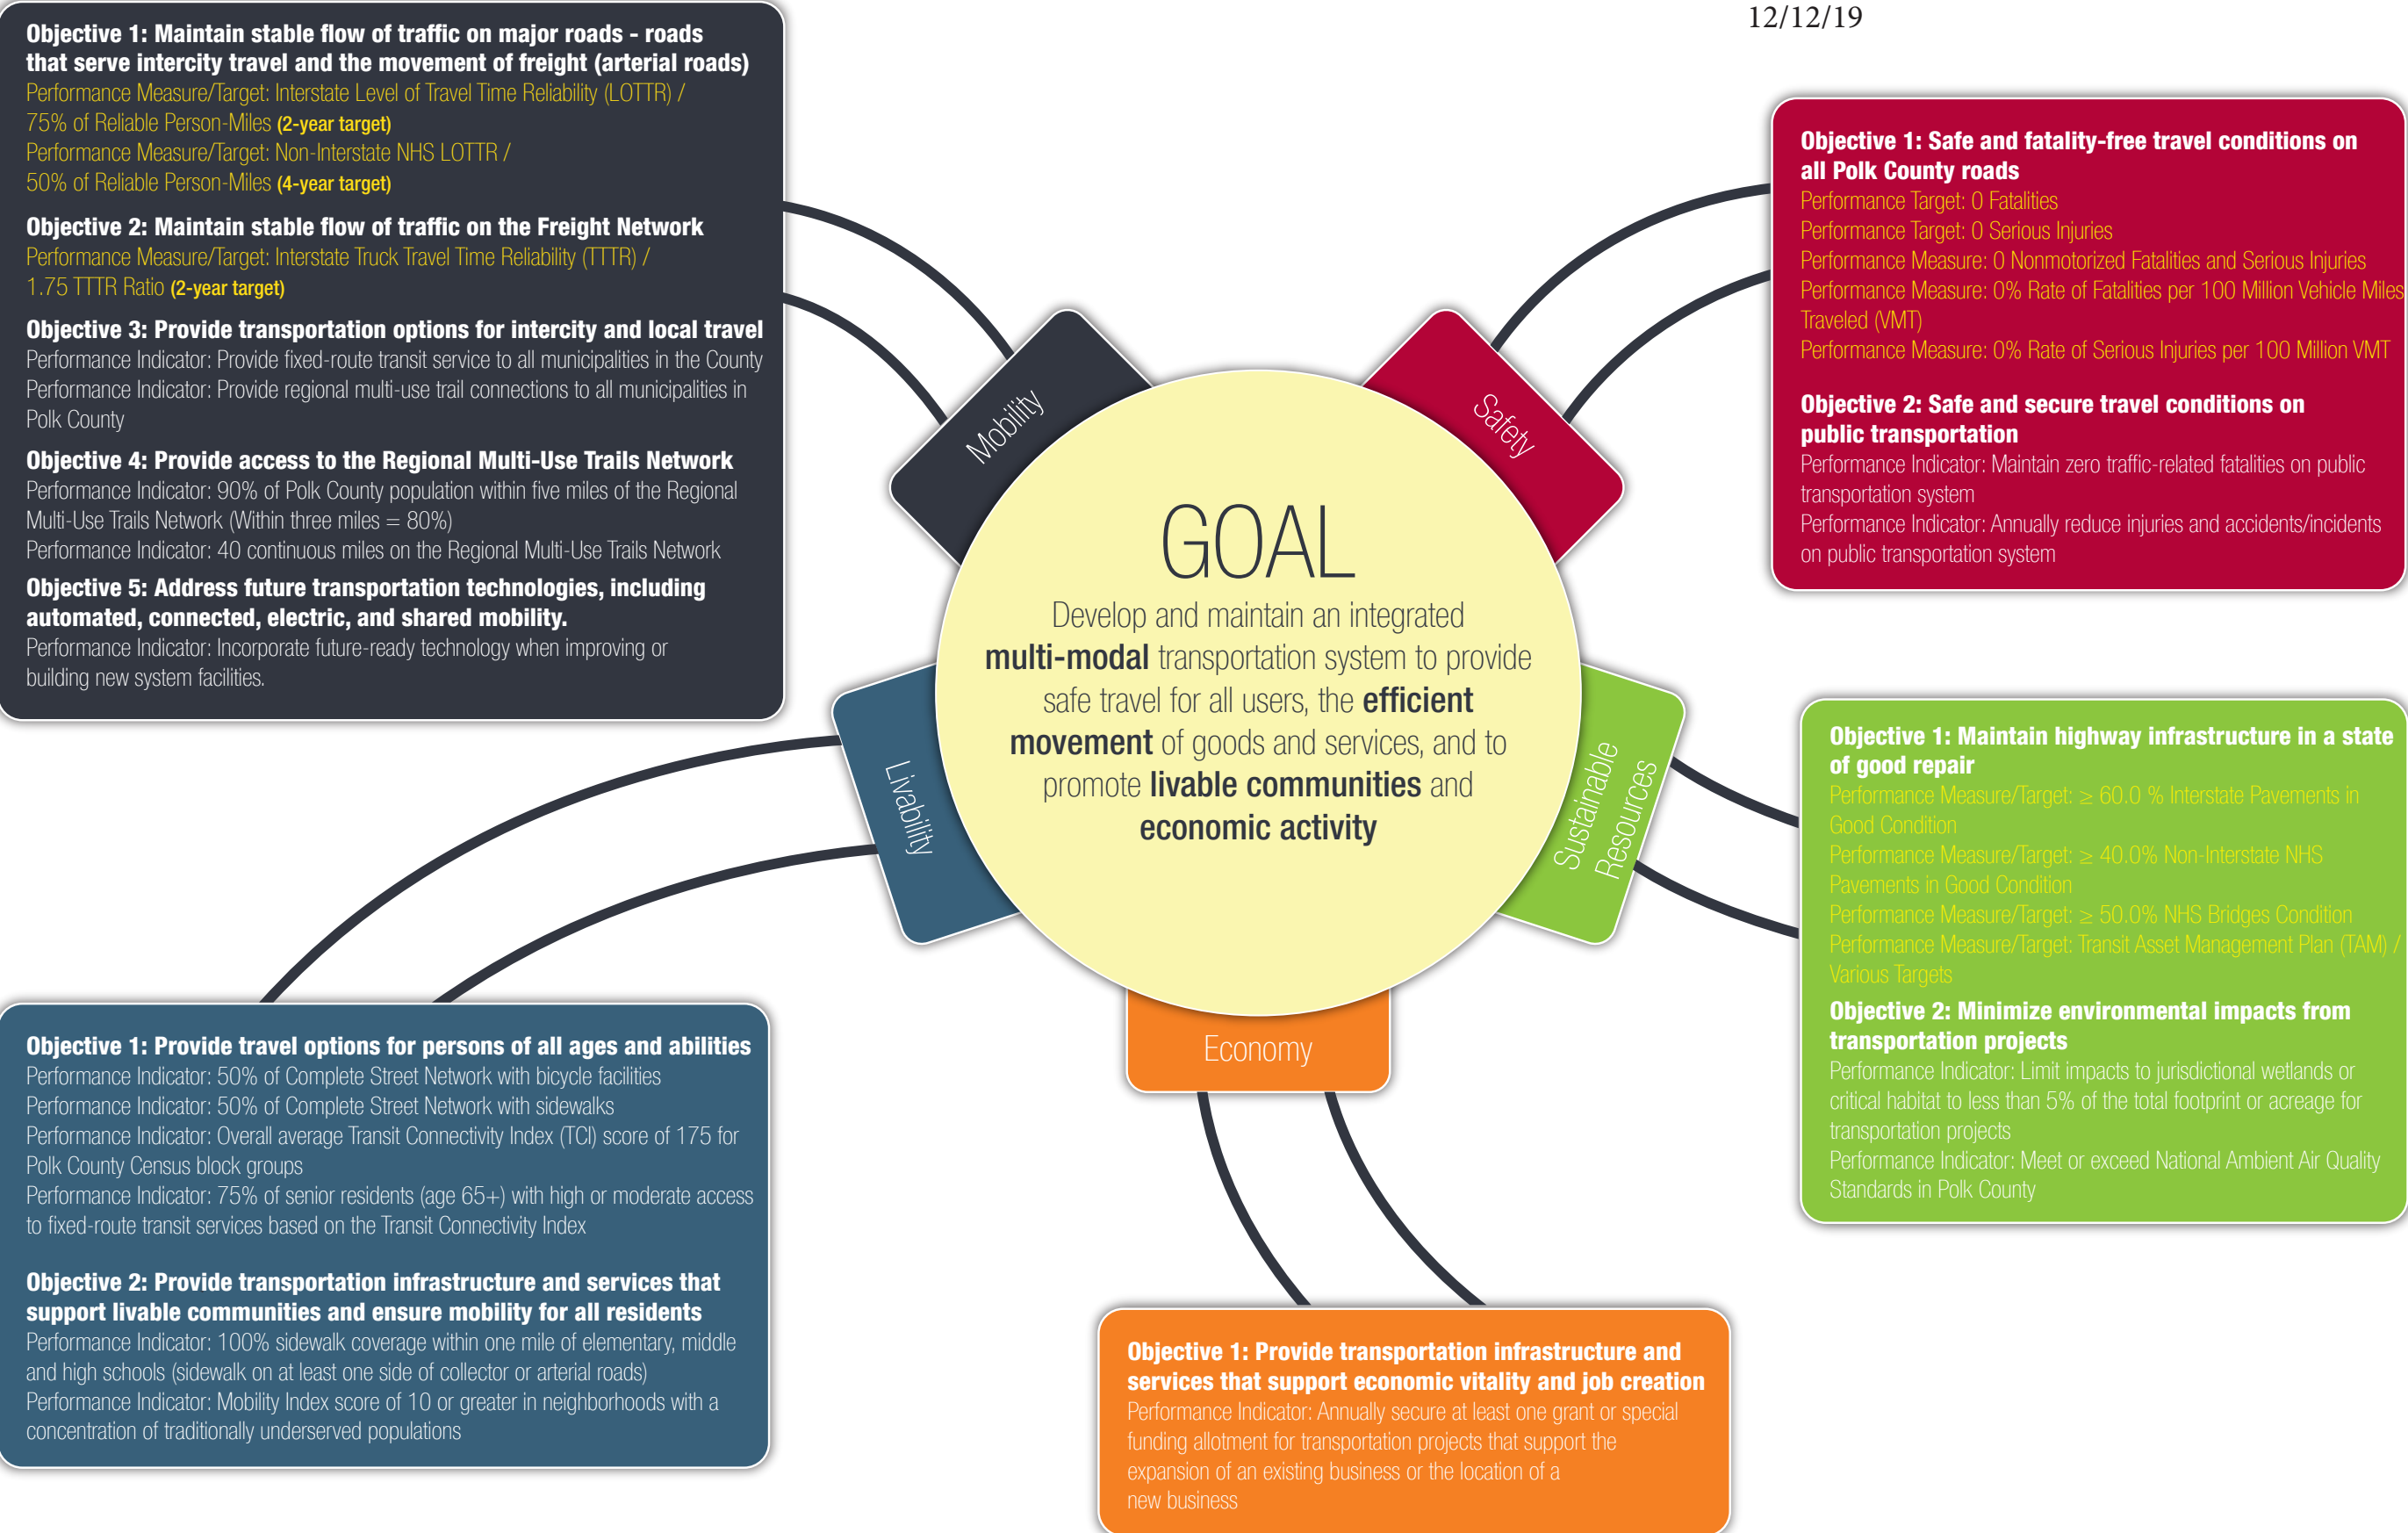 12/12/19
Objective 1: Maintain stable flow of traffic on major roads - roads
that serve intercity travel and the movement of freight (arterial roads)
Performance Measure/Target: Interstate Level of Travel Time Reliability (LOTTR) /
75% of Reliable Person-Miles (2-year target)
Performance Measure/Target: Non-Interstate NHS LOTTR /
50% of Reliable Person-Miles (4-year target)
Objective 2: Maintain stable flow of traffic on the Freight Network
Performance Measure/Target: Interstate Truck Travel Time Reliability (TTTR) /
1.75 TTTR Ratio (2-year target)
Objective 3: Provide transportation options for intercity and local travel
Performance Indicator: Provide fixed-route transit service to all municipalities in the County
Performance Indicator: Provide regional multi-use trail connections to all municipalities in
Polk County
Objective 4: Provide access to the Regional Multi-Use Trails Network
Performance Indicator: 90% of Polk County population within five miles of the Regional
Multi-Use Trails Network (Within three miles = 80%)
Performance Indicator: 40 continuous miles on the Regional Multi-Use Trails Network
Objective 5: Address future transportation technologies, including
automated, connected, electric, and shared mobility.
Performance Indicator: Incorporate future-ready technology when improving or
building new system facilities.
Objective 1: Safe and fatality-free travel conditions on
all Polk County roads
Performance Target: 0 Fatalities
Performance Target: 0 Serious Injuries
Performance Measure: 0 Nonmotorized Fatalities and Serious Injuries
Performance Measure: 0% Rate of Fatalities per 100 Million Vehicle Miles
Traveled (VMT)
Performance Measure: 0% Rate of Serious Injuries per 100 Million VMT
Objective 2: Safe and secure travel conditions on
public transportation
Performance Indicator: Maintain zero traffic-related fatalities on public
transportation system
Performance Indicator: Annually reduce injuries and accidents/incidents
on public transportation system
Mobility
Safety
GOAL
Develop and maintain an integrated
multi-modal transportation system to provide
safe travel for all users, the efficient
movement of goods and services, and to
promote livable communities and
economic activity
Livability
Sustainable
Resources
Economy
Objective 1: Maintain highway infrastructure in a state
of good repair
Performance Measure/Target: ≥ 60.0 % Interstate Pavements in
Good Condition
Performance Measure/Target: ≥ 40.0% Non-Interstate NHS
Pavements in Good Condition
Performance Measure/Target: ≥ 50.0% NHS Bridges Condition
Performance Measure/Target: Transit Asset Management Plan (TAM) /
Various Targets
Objective 2: Minimize environmental impacts from
transportation projects
Performance Indicator: Limit impacts to jurisdictional wetlands or
critical habitat to less than 5% of the total footprint or acreage for
transportation projects
Performance Indicator: Meet or exceed National Ambient Air Quality
Standards in Polk County
Objective 1: Provide travel options for persons of all ages and abilities
Performance Indicator: 50% of Complete Street Network with bicycle facilities
Performance Indicator: 50% of Complete Street Network with sidewalks
Performance Indicator: Overall average Transit Connectivity Index (TCI) score of 175 for
Polk County Census block groups
Performance Indicator: 75% of senior residents (age 65+) with high or moderate access
to fixed-route transit services based on the Transit Connectivity Index
Objective 2: Provide transportation infrastructure and services that
support livable communities and ensure mobility for all residents
Performance Indicator: 100% sidewalk coverage within one mile of elementary, middle
and high schools (sidewalk on at least one side of collector or arterial roads)
Performance Indicator: Mobility Index score of 10 or greater in neighborhoods with a
concentration of traditionally underserved populations
Objective 1: Provide transportation infrastructure and
services that support economic vitality and job creation
Performance Indicator: Annually secure at least one grant or special
funding allotment for transportation projects that support the
expansion of an existing business or the location of a
new business